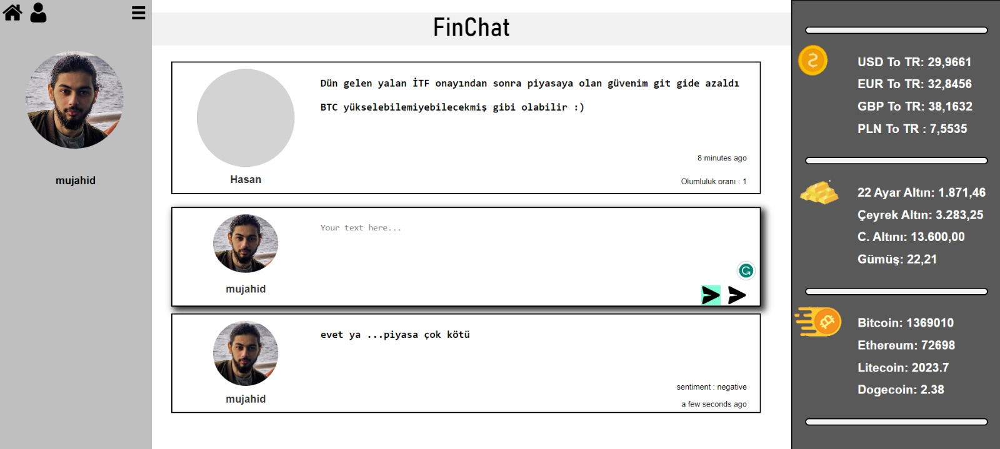 mujahid
FinChat
Dün gelen yalan İTF onayından sonra piyasaya olan güvenim git gide azaldı
BTC yükselebilemiyebilecekmiş gibi olabilir :)
8 minutes ago
Hasan
Olumluluk oranı : 1
Your text here...
mujahid
evet ya ...piyasa çok kötü
sentiment : negative
mujahid
a few seconds ago
USD To TR: 29,9661
EUR To TR: 32,8456
GBP To TR: 38,1632
PLN To TR : 7,5535
22 Ayar Altın: 1.871,46
Çeyrek Altın: 3.283,25
C. Altını: 13.600,00
Gümüş: 22,21
Bitcoin: 1369010
Ethereum: 72698
Litecoin: 2023.7
Dogecoin: 2.38